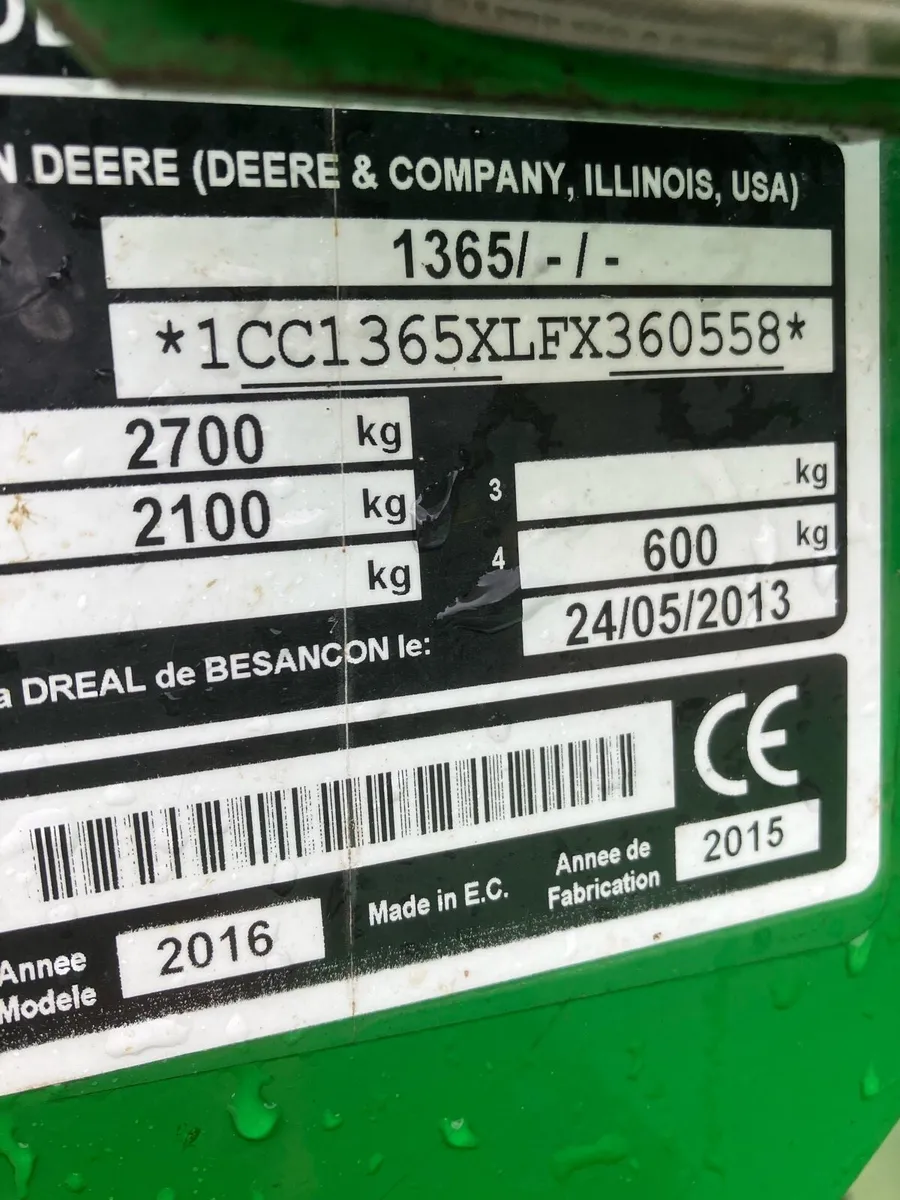 N DEERE (DEERE & COMPANY, ILLINOIS, USA)
1365/ - / -
*1CC1365XLFX360558*
2700 kg
2100 kg
3 kg
kg
4 600 kg
24/05/2013
a DREAL de BESANCON le:
CE
Annee de Fabrication 2015
Made in E.C.
Annee Modele 2016